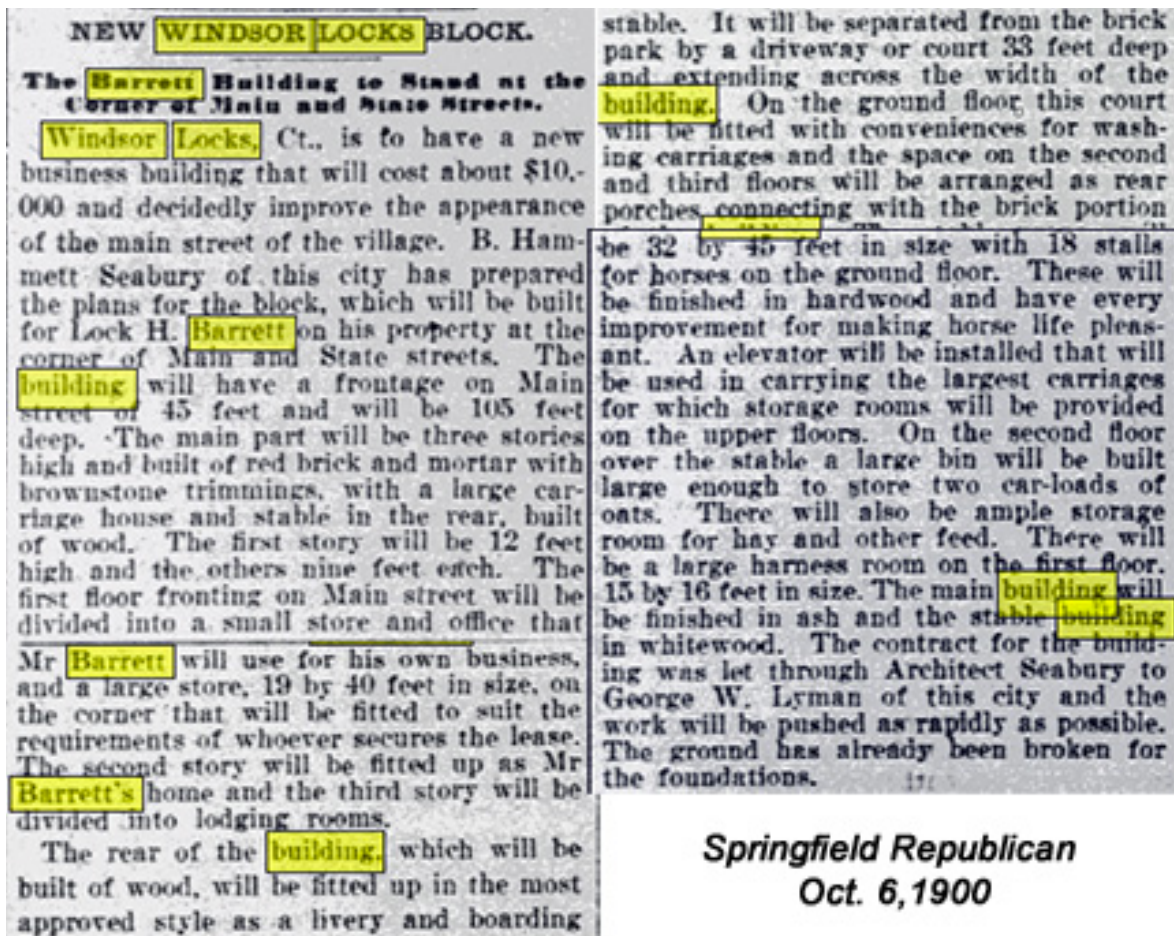 NEW WINDSOR LOCKS BLOCK.
The Barrett Building to Stand at the
Corner of Main and State Streets.
Windsor Locks, Ct., is to have a new
business building that will cost about $10,-
000 and decidedly improve the appearance
of the main street of the village. B. Ham-
mett Seabury of this city has prepared
the plans for the block, which will be built
for Lock H. Barrett on his property at the
corner of Main and State streets. The
building will have a frontage on Main
street of 45 feet and will be 105 feet
deep. The main part will be three stories
high and built of red brick and mortar with
brownstone trimmings, with a large car-
riage house and stable in the rear, built
of wood. The first story will be 12 feet
high and the others nine feet each. The
first floor fronting on Main street will be
divided into a small store and office that
Mr Barrett will use for his own business,
and a large store, 19 by 40 feet in size, on
the corner that will be fitted to suit the
requirements of whoever secures the lease.
The second story will be fitted up as Mr
Barrett's home and the third story will be
divided into lodging rooms.
The rear of the building, which will be
built of wood, will be fitted up in the most
approved style as a livery and boarding
stable. It will be separated from the brick
park by a driveway or court 33 feet deep
and extending across the width of the
building. On the ground floor this court
will be fitted with conveniences for wash-
ing carriages and the space on the second
and third floors will be arranged as rear
porches connecting with the brick portion
be 32 by 45 feet in size with 18 stalls
for horses on the ground floor. These will
be finished in hardwood and have every
improvement for making horse life pleas-
ant. An elevator will be installed that will
be used in carrying the largest carriages
for which storage rooms will be provided
on the upper floors. On the second floor
over the stable a large bin will be built
large enough to store two car-loads of
oats. There will also be ample storage
room for hay and other feed. There will
be a large harness room on the first floor.
15 by 16 feet in size. The main building will
be finished in ash and the stable building
in whitewood. The contract for the build-
ing was let through Architect Seabury to
George W. Lyman of this city and the
work will be pushed as rapidly as possible.
The ground has already been broken for
the foundations.
Springfield Republican
Oct. 6,1900